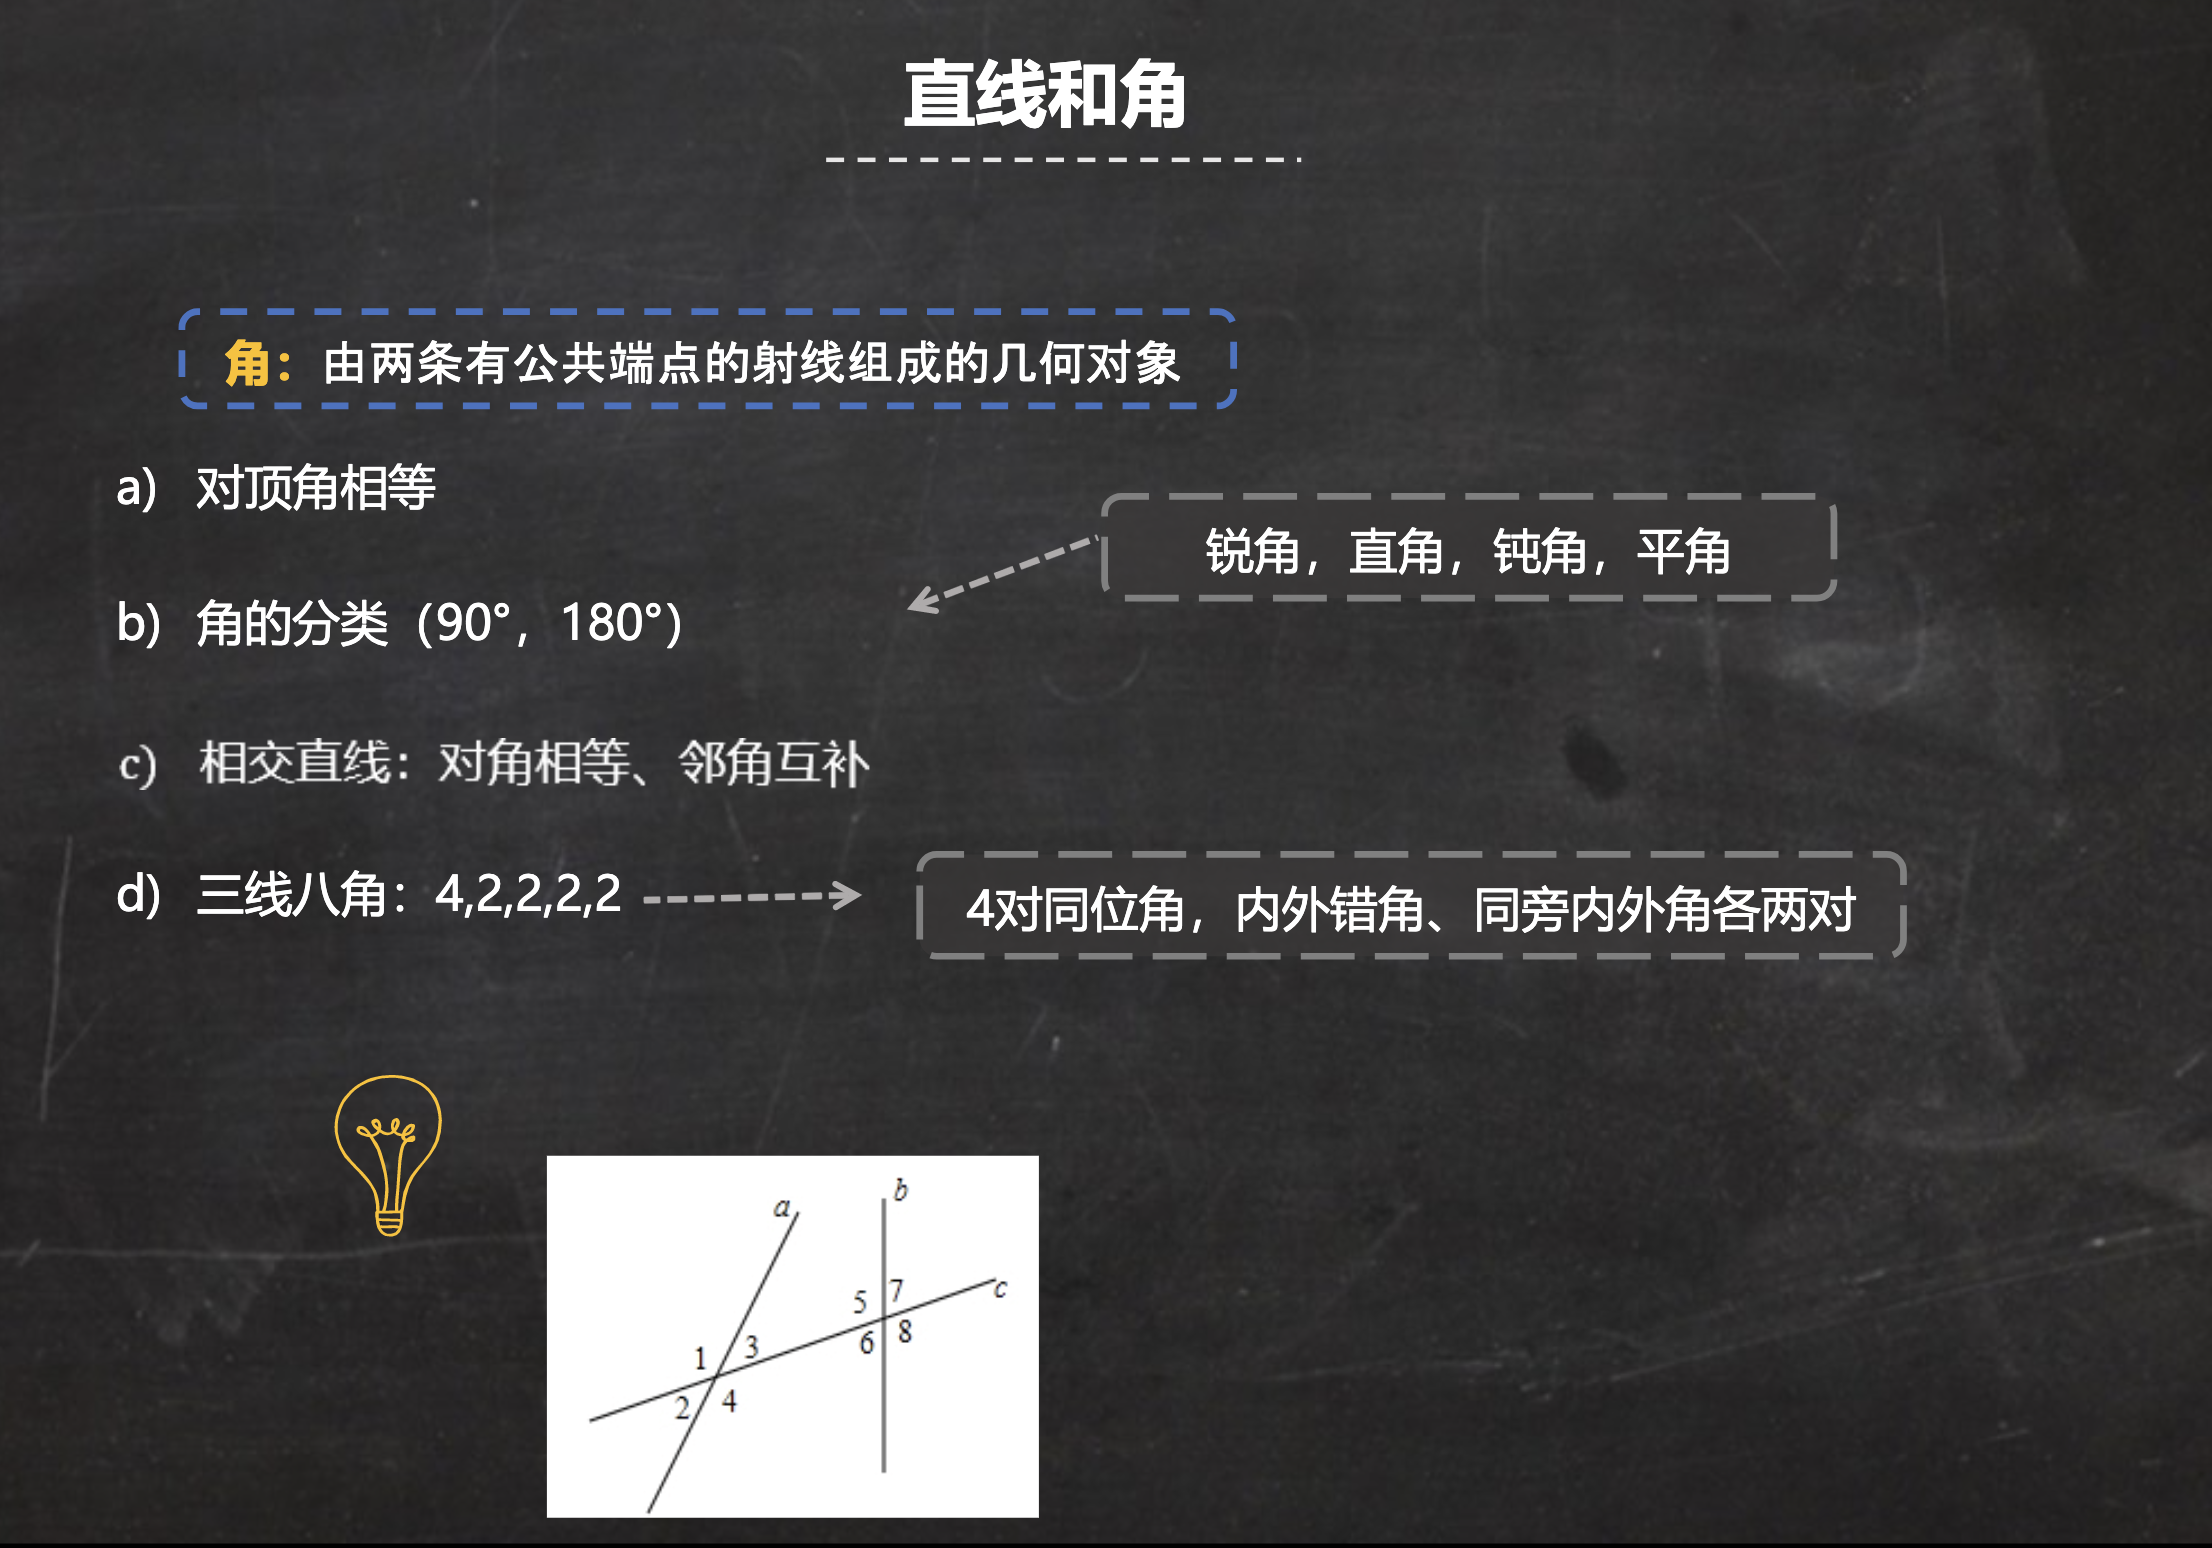 直线和角
角：由两条有公共端点的射线组成的几何对象
a) 对顶角相等
锐角，直角，钝角，平角
b) 角的分类（90°，180°）
c) 相交直线：对角相等、邻角互补
d) 三线八角：4,2,2,2,2
4对同位角，内外错角、同旁内外角各两对
a
b
5 7
c
6 8
1 3
2 4